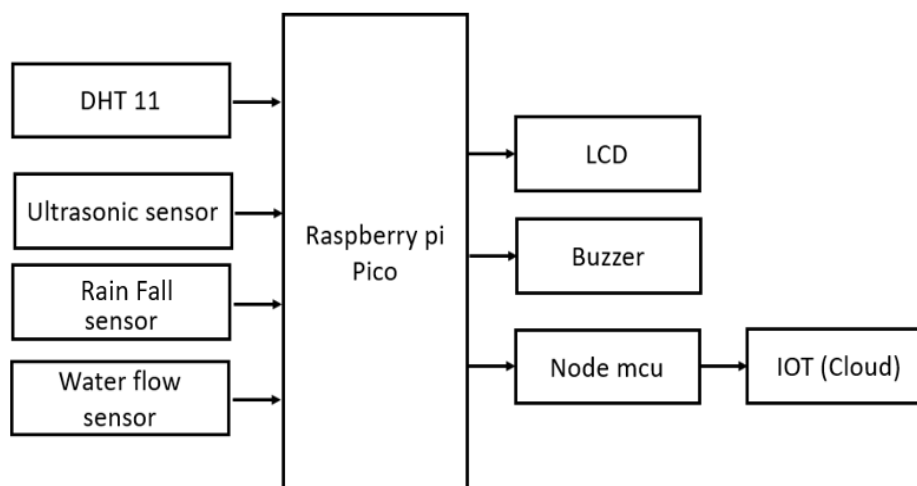 DHT 11
Ultrasonic sensor
Rain Fall
sensor
Water flow
sensor
Raspberry pi
Pico
LCD
Buzzer
Node mcu
IOT (Cloud)